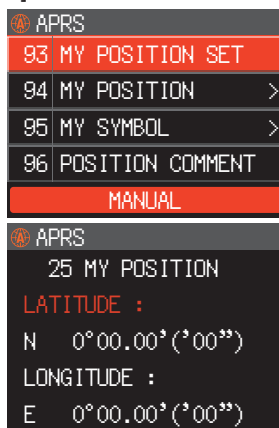 APRS
93 MY POSITION SET
94 MY POSITION >
95 MY SYMBOL >
96 POSITION COMMENT
MANUAL
APRS
25 MY POSITION
LATITUDE :
N 0°00.00’(’00”)
LONGITUDE :
E 0°00.00’(’00”)